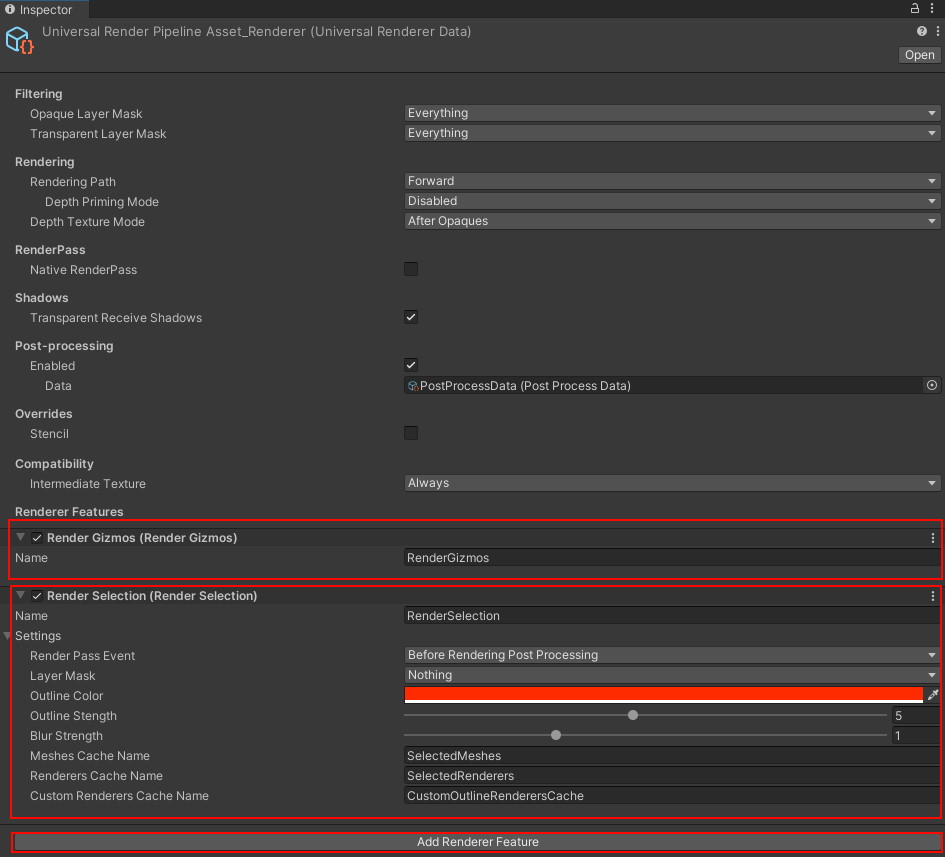 Inspector
Universal Render Pipeline Asset_Renderer (Universal Renderer Data)
Open
Filtering
Opaque Layer Mask Everything
Transparent Layer Mask Everything
Rendering
Rendering Path Forward
Depth Priming Mode Disabled
Depth Texture Mode After Opaques
RenderPass
Native RenderPass
Shadows
Transparent Receive Shadows
Post-processing
Enabled
Data PostProcessData (Post Process Data)
Overrides
Stencil
Compatibility
Intermediate Texture Always
Renderer Features
Render Gizmos (Render Gizmos)
Name RenderGizmos
Render Selection (Render Selection)
Name RenderSelection
Settings
Render Pass Event Before Rendering Post Processing
Layer Mask Nothing
Outline Color
Outline Stength 5
Blur Strength 1
Meshes Cache Name SelectedMeshes
Renderers Cache Name SelectedRenderers
Custom Renderers Cache Name CustomOutlineRenderersCache
Add Renderer Feature